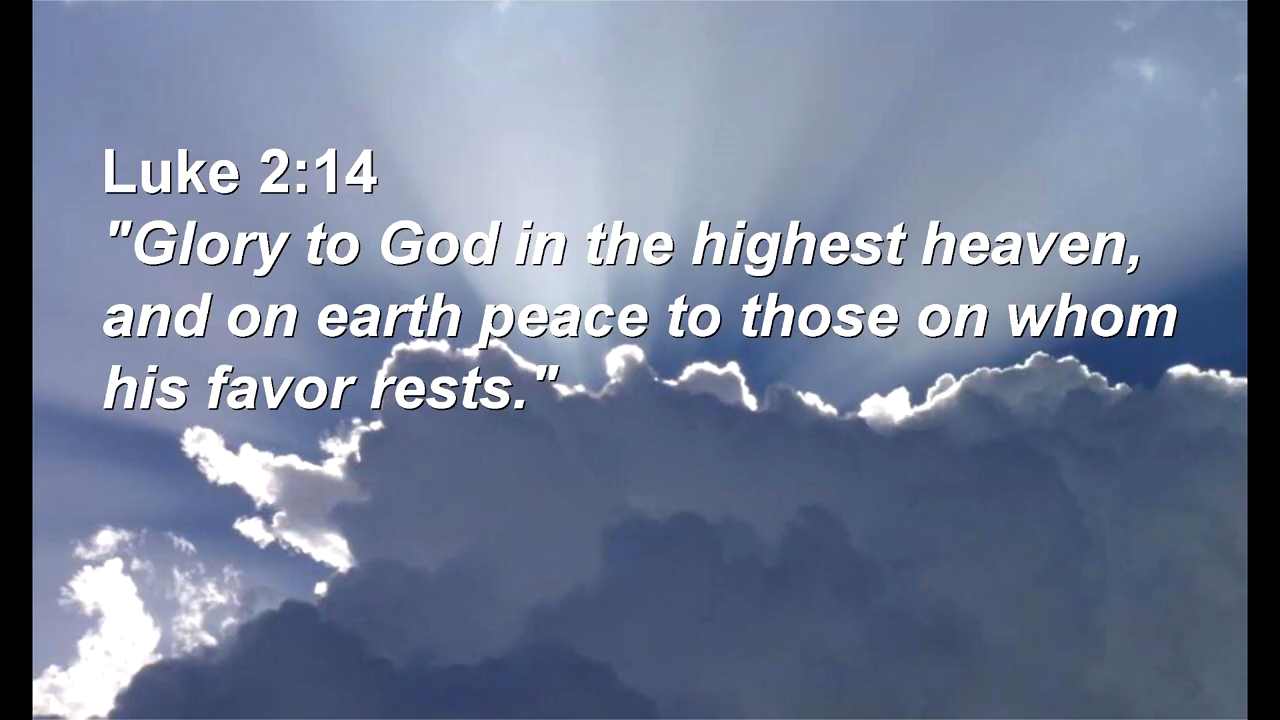 Luke 2:14
"Glory to God in the highest heaven,
and on earth peace to those on whom
his favor rests."